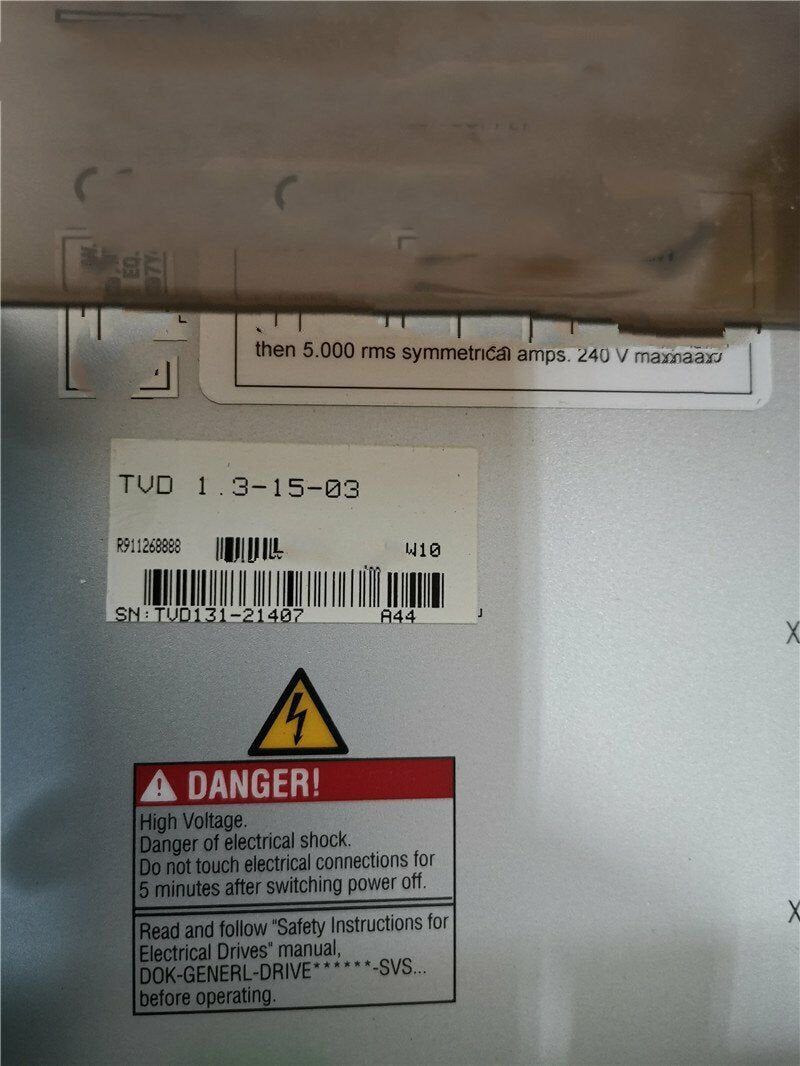 EQ.
then 5.000 rms symmetrical amps. 240 V
TVD 1.3-15-03
R911268888 W10
SN:TVD131-21407 A44
DANGER!
High Voltage.
Danger of electrical shock.
Do not touch electrical connections for
5 minutes after switching power off.
Read and follow "Safety Instructions for
Electrical Drives" manual,
DOK-GENERL-DRIVE******-SVS...
before operating.
X
X